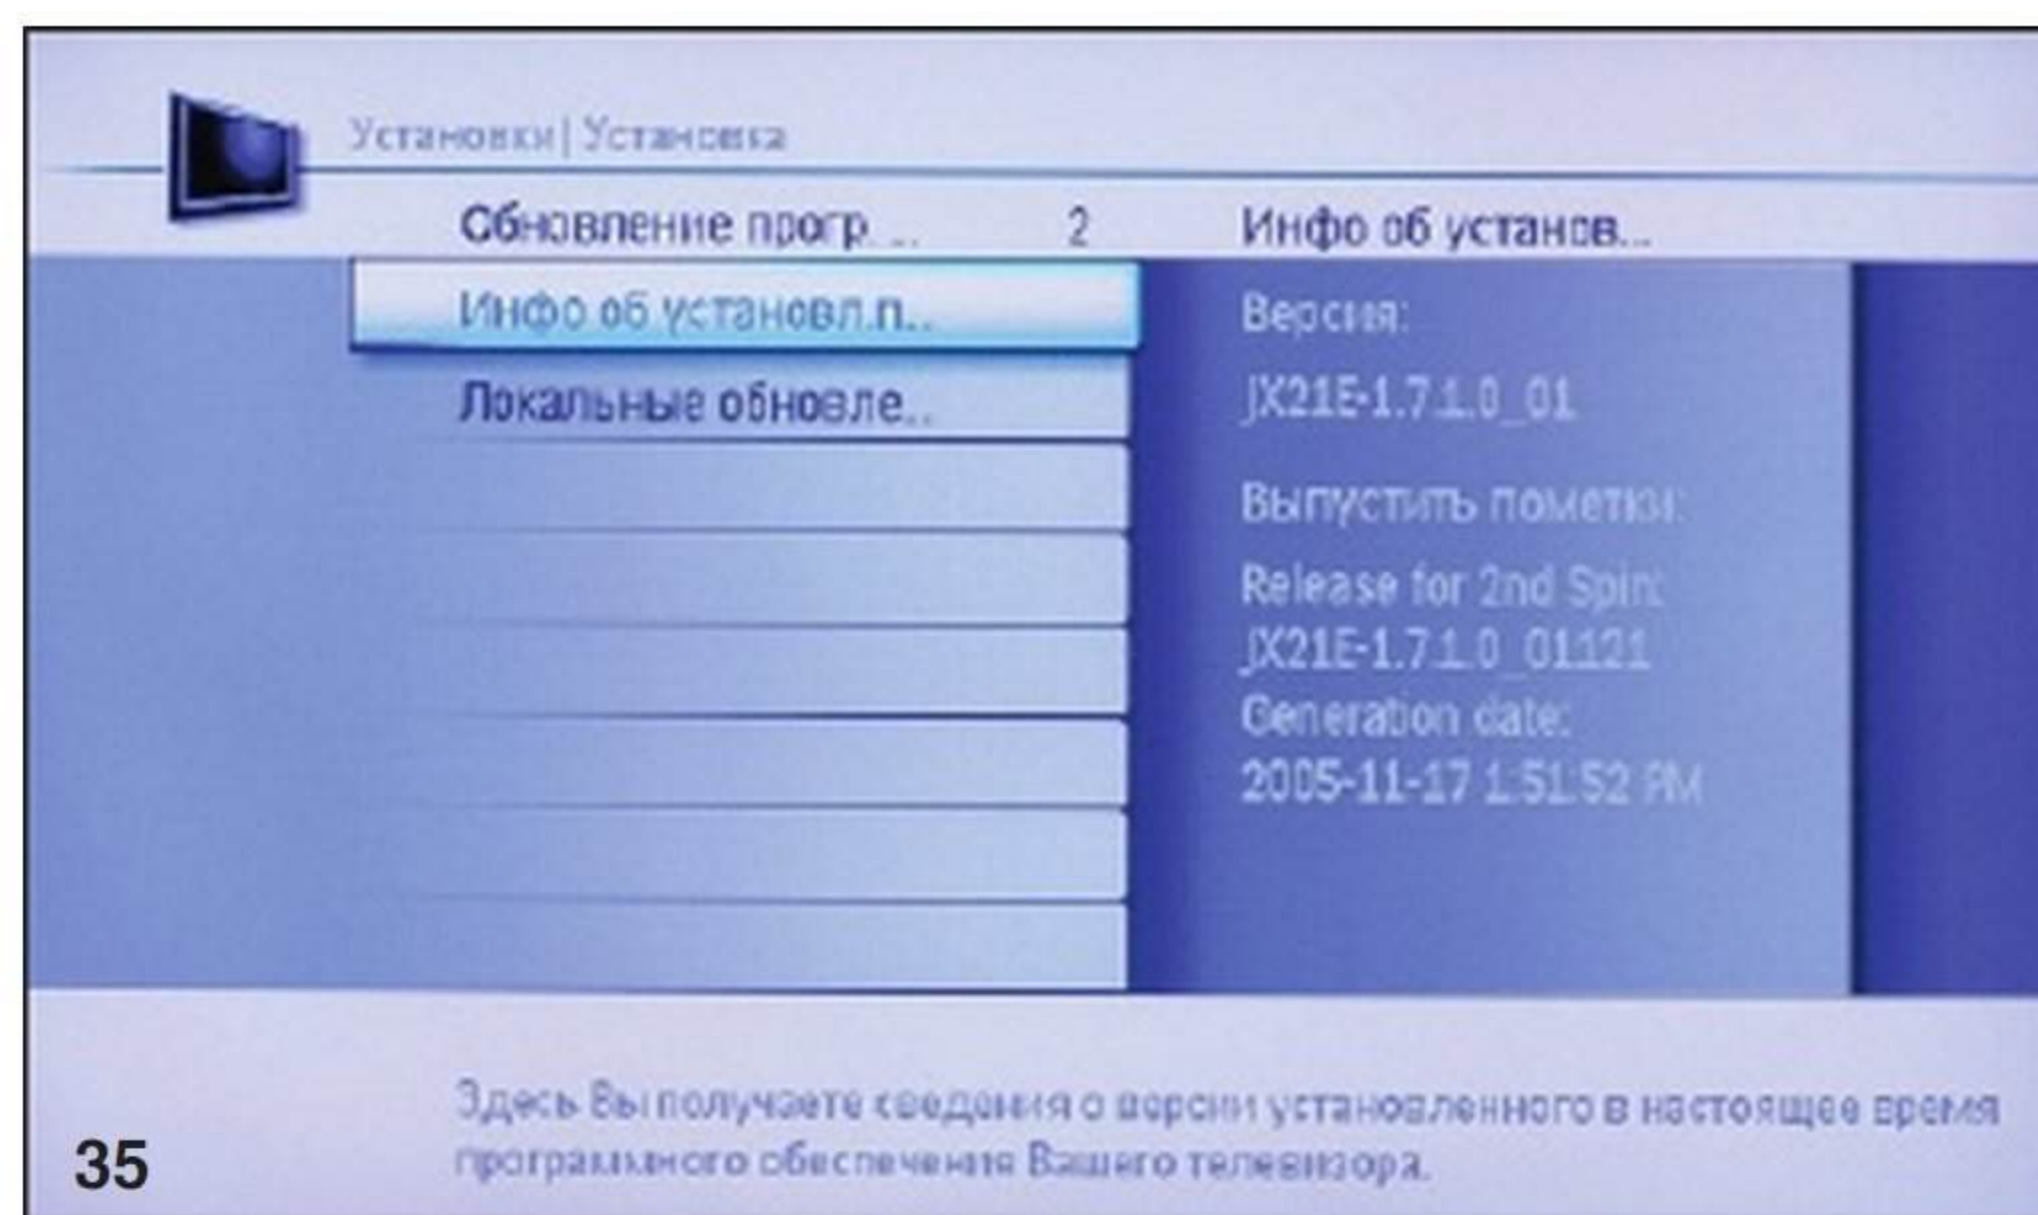 Установки | Установка
Обновление прогр. ... 2 Инфо об установ...
Инфо об установл.п...
Локальные обновле...
Версия:
JX21E-1.7.1.0_01
Выпустить пометки:
Release for 2nd Spin:
JX21E-1.7.1.0_01121
Generation date:
2005-11-17 1:51:52 PM
Здесь Вы получаете сведения о версии установленного в настоящее время
программного обеспечения Вашего телевизора.
35